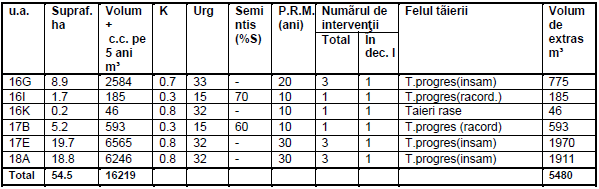 u.a. Supraf. ha Volum + c.c. pe 5 ani m³ K Urg Semi ntis (%S) P.R.M. (ani) Numărul de intervenţii Total In dec. I Felul tăierii Volum de extras m³
16G 8.9 2584 0.7 33 - 20 3 1 T.progres(insam) 775
16I 1.7 185 0.3 15 70 10 1 1 T.progres(racord.) 185
16K 0.2 46 0.8 32 - 10 1 1 Taieri rase 46
17B 5.2 593 0.3 15 60 10 1 1 T.progres (racord) 593
17E 19.7 6565 0.8 32 - 30 3 1 T.progres(insam) 1970
18A 18.8 6246 0.8 32 - 30 3 1 T.progres(insam) 1911
Total 54.5 16219 5480